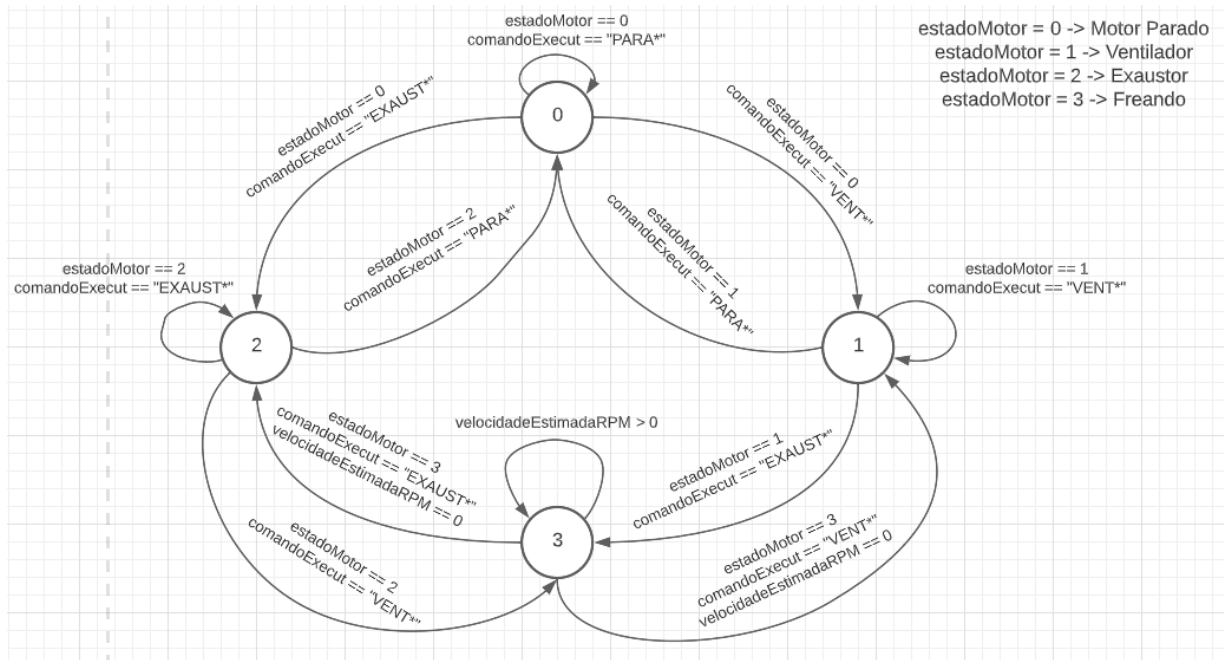 estadoMotor == 0
comandoExecut == "PARA*"
estadoMotor = 0 -> Motor Parado
estadoMotor = 1 -> Ventilador
estadoMotor = 2 -> Exaustor
estadoMotor = 3 -> Freando
0
estadoMotor == 0
comandoExecut == "EXAUST*"
estadoMotor == 0
comandoExecut == "VENT*"
estadoMotor == 2
comandoExecut == "PARA*"
estadoMotor == 1
comandoExecut == "PARA*"
estadoMotor == 2
comandoExecut == "EXAUST*"
estadoMotor == 1
comandoExecut == "VENT*"
2
1
estadoMotor == 3
comandoExecut == "EXAUST*"
velocidadeEstimadaRPM == 0
velocidadeEstimadaRPM > 0
estadoMotor == 1
comandoExecut == "EXAUST*"
3
estadoMotor == 2
comandoExecut == "VENT*"
estadoMotor == 3
comandoExecut == "VENT*"
velocidadeEstimadaRPM == 0